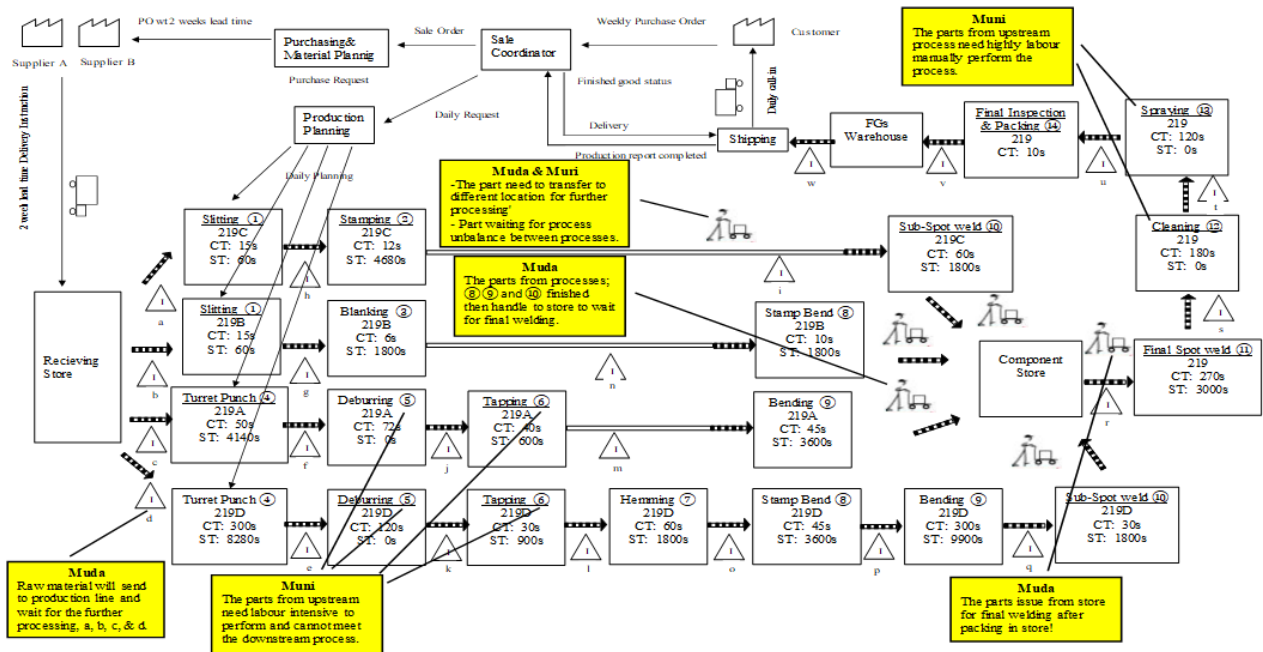 PO wt 2 weeks lead time
Supplier A
Supplier B
Purchasing&
Material Plannig
Purchase Request
Sale Order
Sale
Coordinator
Weekly Purchase Order
Customer
Finished good status
Daily call-in
Delivery
Shipping
Production report completed
Daily Request
Production
Planning
Daily Planning
2 week lead time Delivery Instruction
Muni
The parts from upstream
process need highly labour
manually perform the
process.
FGs
Warehouse
Final Inspection
& Packing ⑭
219
CT: 10s
Spraying ⑬
219
CT: 120s
ST: 0s
w
v
u
t
Muda & Muri
-The part need to transfer to
different location for further
processing'
- Part waiting for process
unbalance between processes.
Slitting ①
219C
CT: 15s
ST: 60s
Stamping ②
219C
CT: 12s
ST: 4680s
Sub-Spot weld ⑩
219C
CT: 60s
ST: 1800s
Cleaning ⑫
219
CT: 180s
ST: 0s
a
h
i
s
Muda
The parts from processes;
⑧⑨ and ⑩ finished
then handle to store to wait
for final welding.
Recieving
Store
Slitting ①
219B
CT: 15s
ST: 60s
Blanking ③
219B
CT: 6s
ST: 1800s
Stamp Bend ⑧
219B
CT: 10s
ST: 1800s
Component
Store
Final Spot weld ⑪
219
CT: 270s
ST: 3000s
b
g
n
r
Turret Punch ④
219A
CT: 50s
ST: 4140s
Deburring ⑤
219A
CT: 72s
ST: 0s
Tapping ⑥
219A
CT: 40s
ST: 600s
Bending ⑨
219A
CT: 45s
ST: 3600s
c
f
j
m
Turret Punch ④
219D
CT: 300s
ST: 8280s
Deburring ⑤
219D
CT: 120s
ST: 0s
Tapping ⑥
219D
CT: 30s
ST: 900s
Hemming ⑦
219D
CT: 60s
ST: 1800s
Stamp Bend ⑧
219D
CT: 45s
ST: 3600s
Bending ⑨
219D
CT: 300s
ST: 9900s
Sub-Spot weld ⑩
219D
CT: 30s
ST: 1800s
d
e
k
l
o
p
q
Muda
Raw material will send
to production line and
wait for the further
processing, a, b, c, & d.
Muni
The parts from upstream
need labour intensive to
perform and cannot meet
the downstream process.
Muda
The parts issue from store
for final welding after
packing in store!